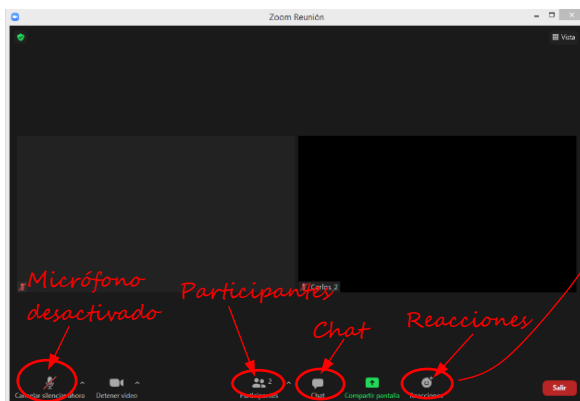 Zoom Reunión
Vista
Carlos 2
Micrófono
desactivado
Participantes
Chat
Reacciones
2
Cancelar silencio ahora
Detener video
Participantes
Chat
Compartir pantalla
Reacciones
Salir